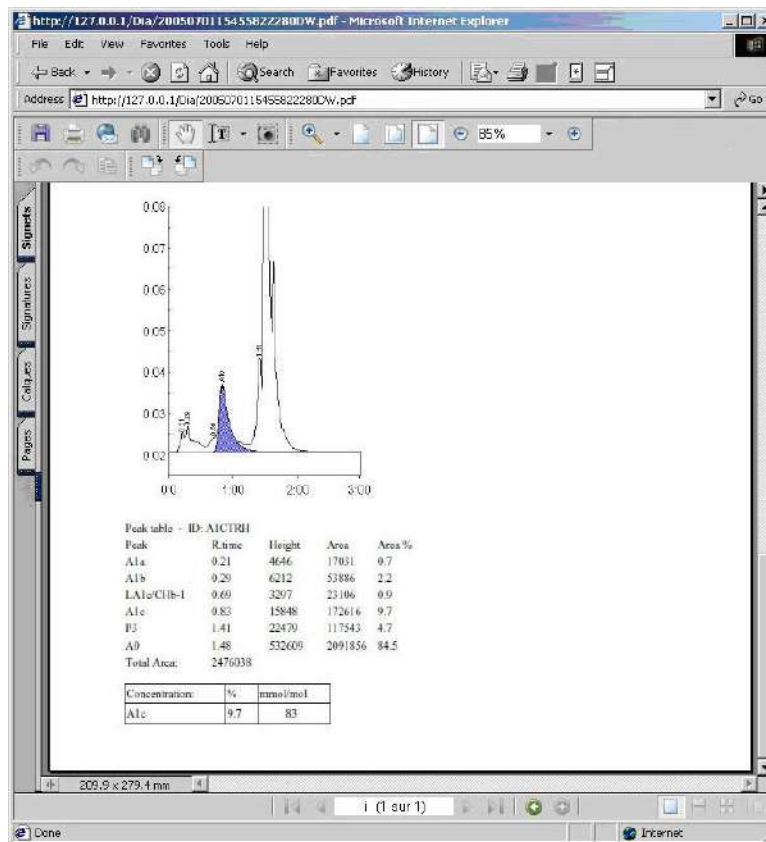 http://127.0.0.1/Dia/20050701154558222280DW.pdf - Microsoft Internet Explorer
File Edit View Favorites Tools Help
Back Search Favorites History
Address http://127.0.0.1/Dia/20050701154558222280DW.pdf Go
85%
Signets
Signatures
Calques
Pages
0.08
0.07
0.06
0.05
0.04
0.03
0.02
0.0 1:00 2:00 3:00
Peak table - ID: A1CTRH
Peak R.time Height Area Area %
A1a 0.21 4646 17031 0.7
A1b 0.29 6212 53886 2.2
LA1c/CHb-1 0.69 3297 23106 0.9
A1c 0.83 15848 172616 9.7
P3 1.41 22479 117543 4.7
A0 1.48 532609 2091856 84.5
Total Area: 2476038
Concentration: % mmol/mol
A1c 9.7 83
209.9 x 279.4 mm
1 (1 sur 1)
Done Internet